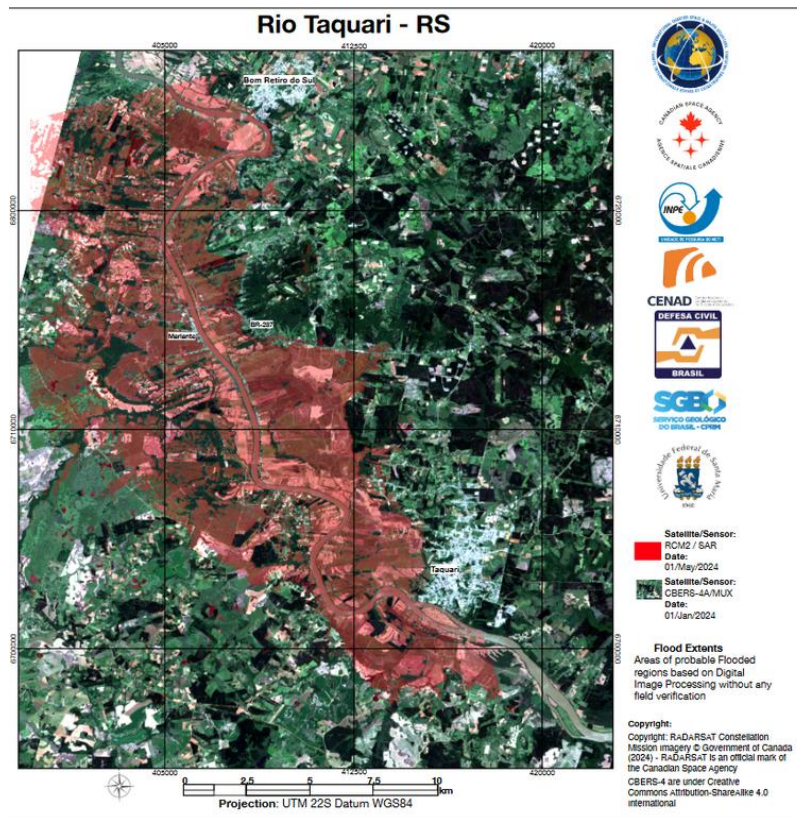 Rio Taquari - RS
405000
412500
420000
Bom Retiro do Sul
CANADIAN SPACE AGENCY
AGENCE SPATIALE CANADIENNE
6720000
INPE
UNIDADE DE PESQUISA DO MCTI
CENAD
DEFESA CIVIL
BRASIL
Mariante
BR-287
SGB
SERVIÇO GEOLÓGICO
DO BRASIL - CPRM
6710000
6710000
Universidade Federal de Santa Maria
Satellite/Sensor:
RCM2 / SAR
Date:
01/May/2024
Satellite/Sensor:
CBERS-4A/MUX
Date:
01/Jan/2024
Taquari
6700000
6700000
Flood Extents
Areas of probable Flooded
regions based on Digital
Image Processing without any
field verification
Copyright:
Copyright: RADARSAT Constellation
Mission imagery © Government of Canada
(2024) - RADARSAT is an official mark of
the Canadian Space Agency
CBERS-4 are under Creative
Commons Attribution-ShareAlike 4.0
International
405000
412500
420000
0 2,5 5 7,5 10
km
Projection: UTM 22S Datum WGS84